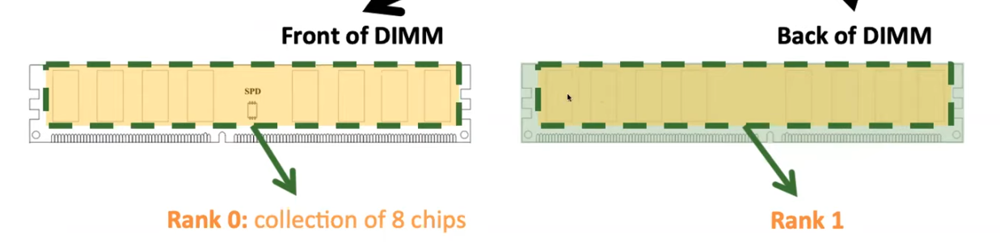 Front of DIMM
Back of DIMM
SPD
Rank 0: collection of 8 chips
Rank 1